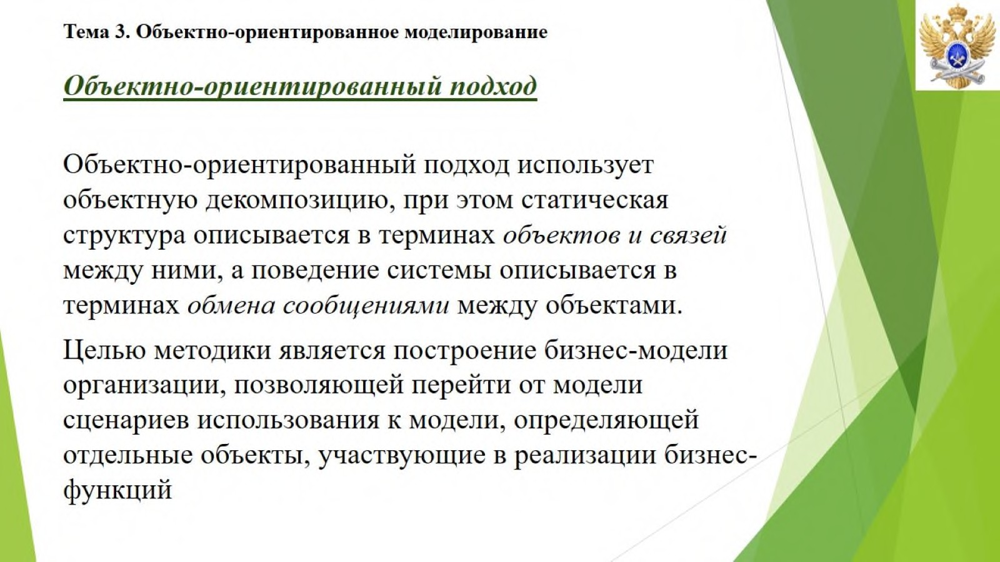 Тема 3. Объектно-ориентированное моделирование
Объектно-ориентированный подход
Объектно-ориентированный подход использует
объектную декомпозицию, при этом статическая
структура описывается в терминах объектов и связей
между ними, а поведение системы описывается в
терминах обмена сообщениями между объектами.
Целью методики является построение бизнес-модели
организации, позволяющей перейти от модели
сценариев использования к модели, определяющей
отдельные объекты, участвующие в реализации бизнес-
функций